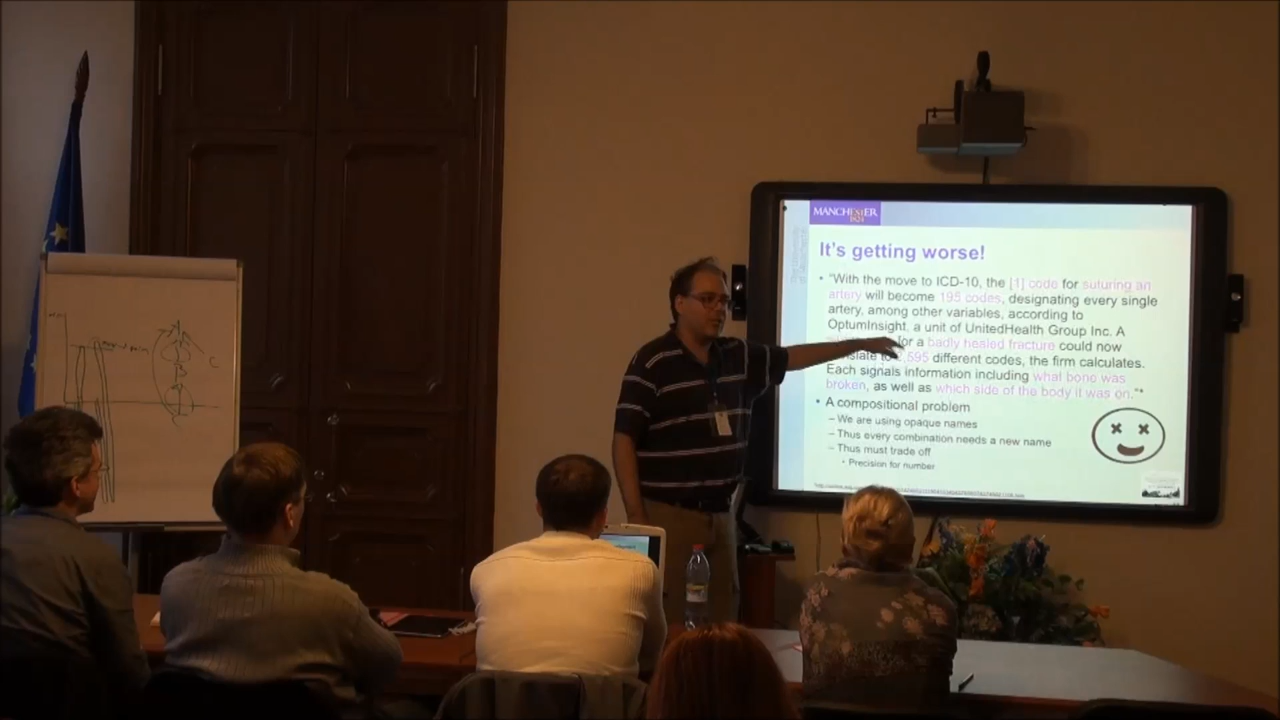 MANCHESTER
1824
It's getting worse!
• "With the move to ICD-10, the [1] code for suturing an
artery will become 195 codes, designating every single
artery, among other variables, according to
OptumInsight, a unit of UnitedHealth Group Inc. A
for a badly healed fracture could now
,595 different codes, the firm calculates.
Each signals information including what bone was
broken, as well as which side of the body it was on."*
• A compositional problem
– We are using opaque names
– Thus every combination needs a new name
– Thus must trade off
• Precision for number
C